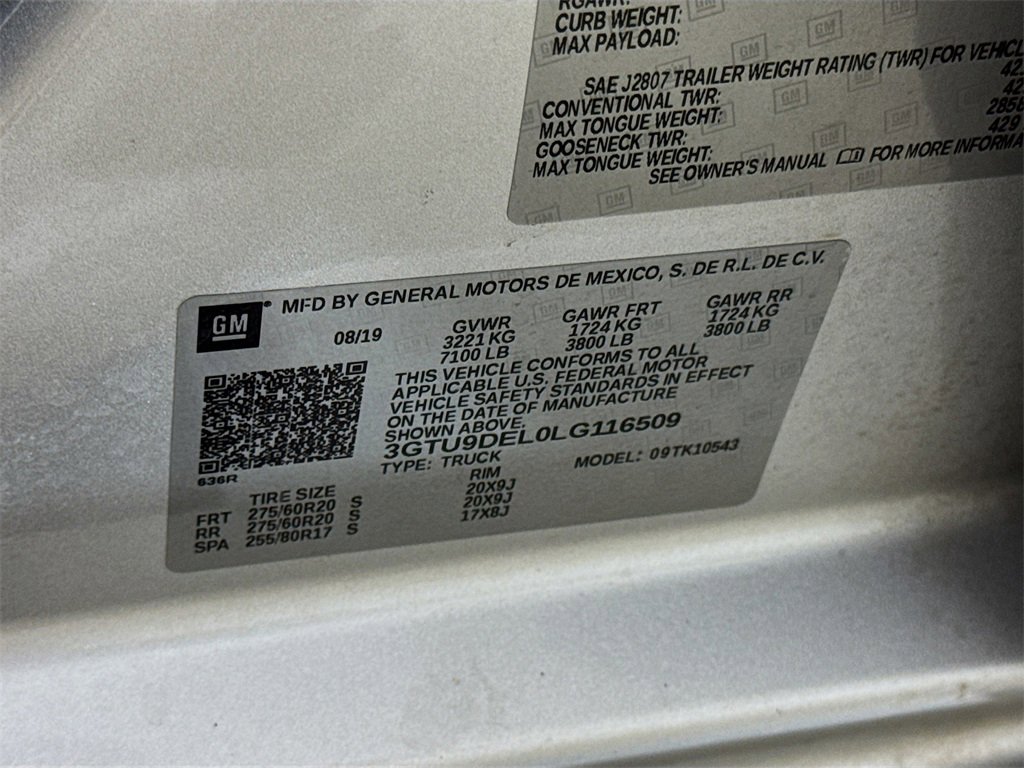 CURB WEIGHT:
MAX PAYLOAD:
SAE J2807 TRAILER WEIGHT RATING (TWR) FOR
CONVENTIONAL TWR:
MAX TONGUE WEIGHT:
GOOSENECK TWR:
MAX TONGUE WEIGHT: 429
SEE OWNER'S MANUAL FOR MORE
GM
MFD BY GENERAL MOTORS DE MEXICO, S. DE R.L. DE C.V.
08/19 GVWR GAWR FRT GAWR RR
3221 KG 1724 KG 1724 KG
7100 LB 3800 LB 3800 LB
THIS VEHICLE CONFORMS TO ALL
APPLICABLE U.S. FEDERAL MOTOR
VEHICLE SAFETY STANDARDS IN EFFECT
ON THE DATE OF MANUFACTURE
SHOWN ABOVE.
3GTU9DEL0LG116509
TYPE: TRUCK MODEL: 09TK10543
636R
TIRE SIZE RIM
FRT 275/60R20 S 20X9J
RR 275/60R20 S 20X9J
SPA 255/80R17 S 17X8J